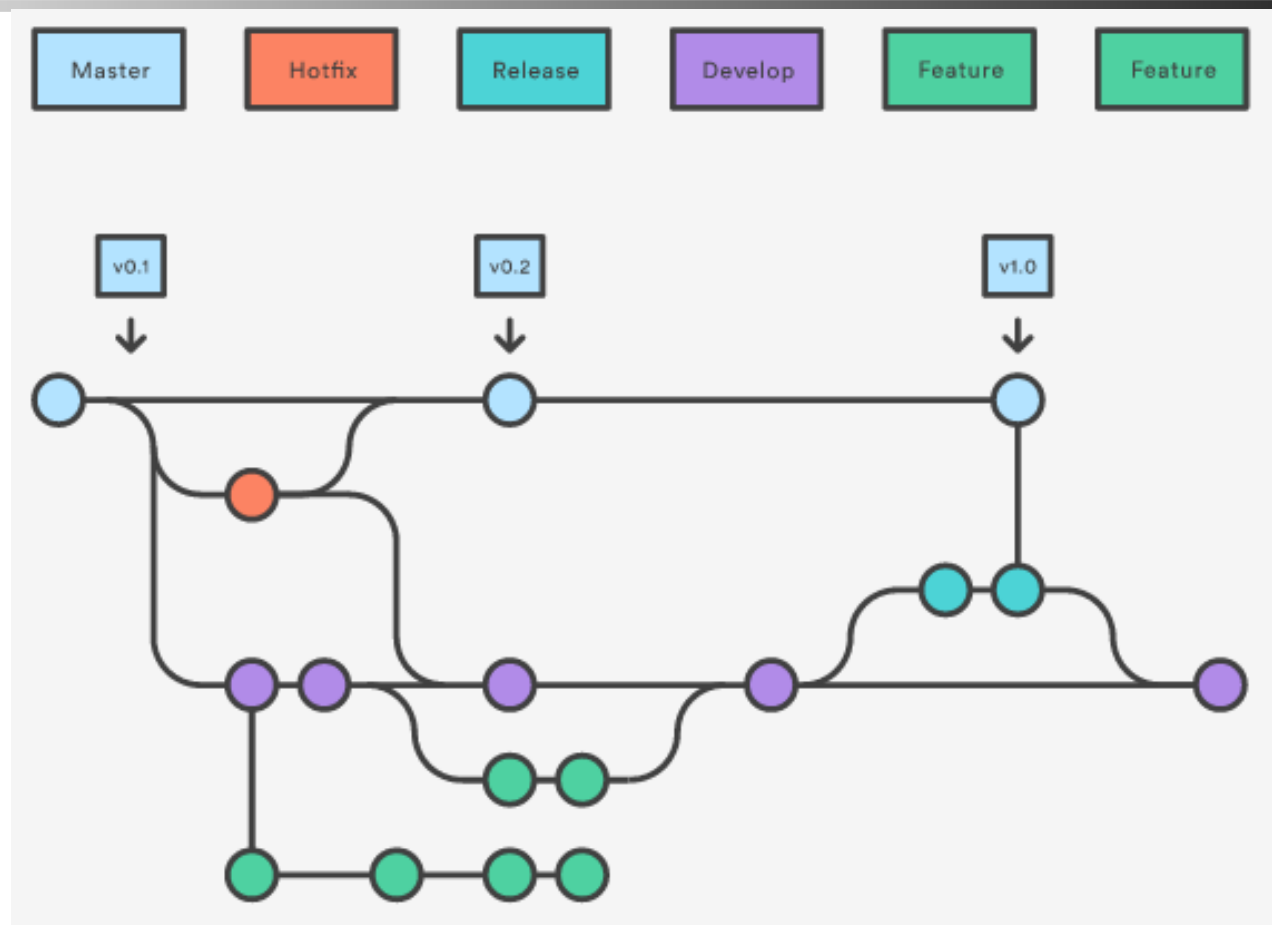 Master
Hotfix
Release
Develop
Feature
Feature
v0.1
v0.2
v1.0